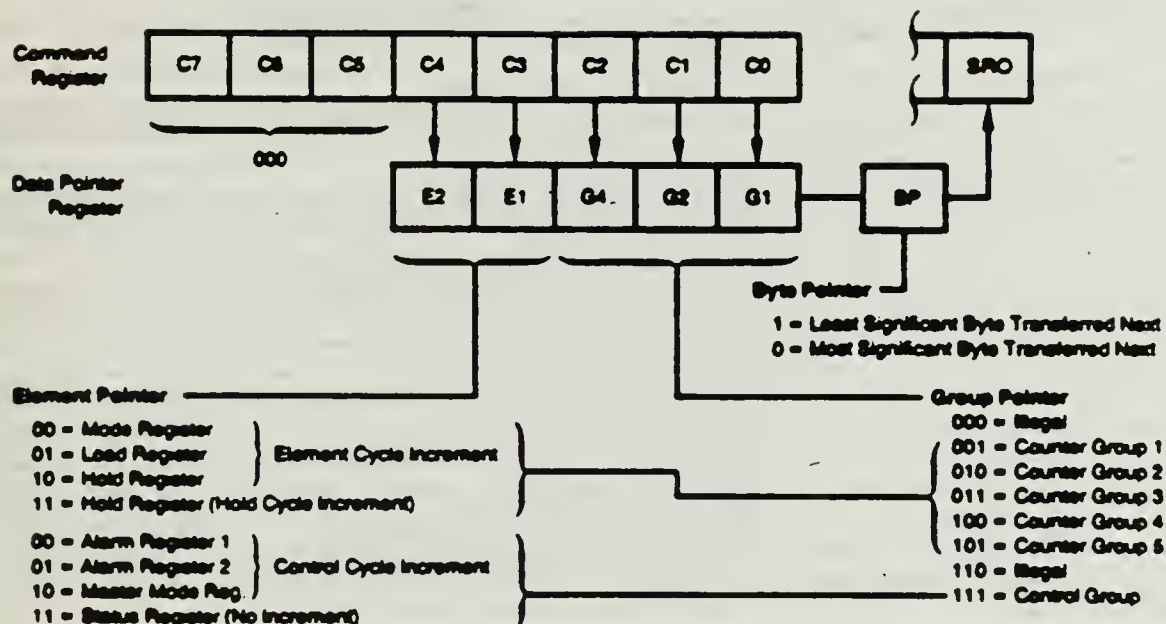 Command Register
C7 C6 C5 C4 C3 C2 C1 C0
SRO
000
Data Pointer Register
E2 E1 G4 G2 G1
BP
Byte Pointer
1 = Least Significant Byte Transferred Next
0 = Most Significant Byte Transferred Next
Element Pointer
00 = Mode Register
01 = Load Register
10 = Hold Register
Element Cycle Increment
11 = Hold Register (Hold Cycle Increment)
00 = Alarm Register 1
01 = Alarm Register 2
10 = Master Mode Reg.
Control Cycle Increment
11 = Status Register (No Increment)
Group Pointer
000 = Illegal
001 = Counter Group 1
010 = Counter Group 2
011 = Counter Group 3
100 = Counter Group 4
101 = Counter Group 5
110 = Illegal
111 = Control Group